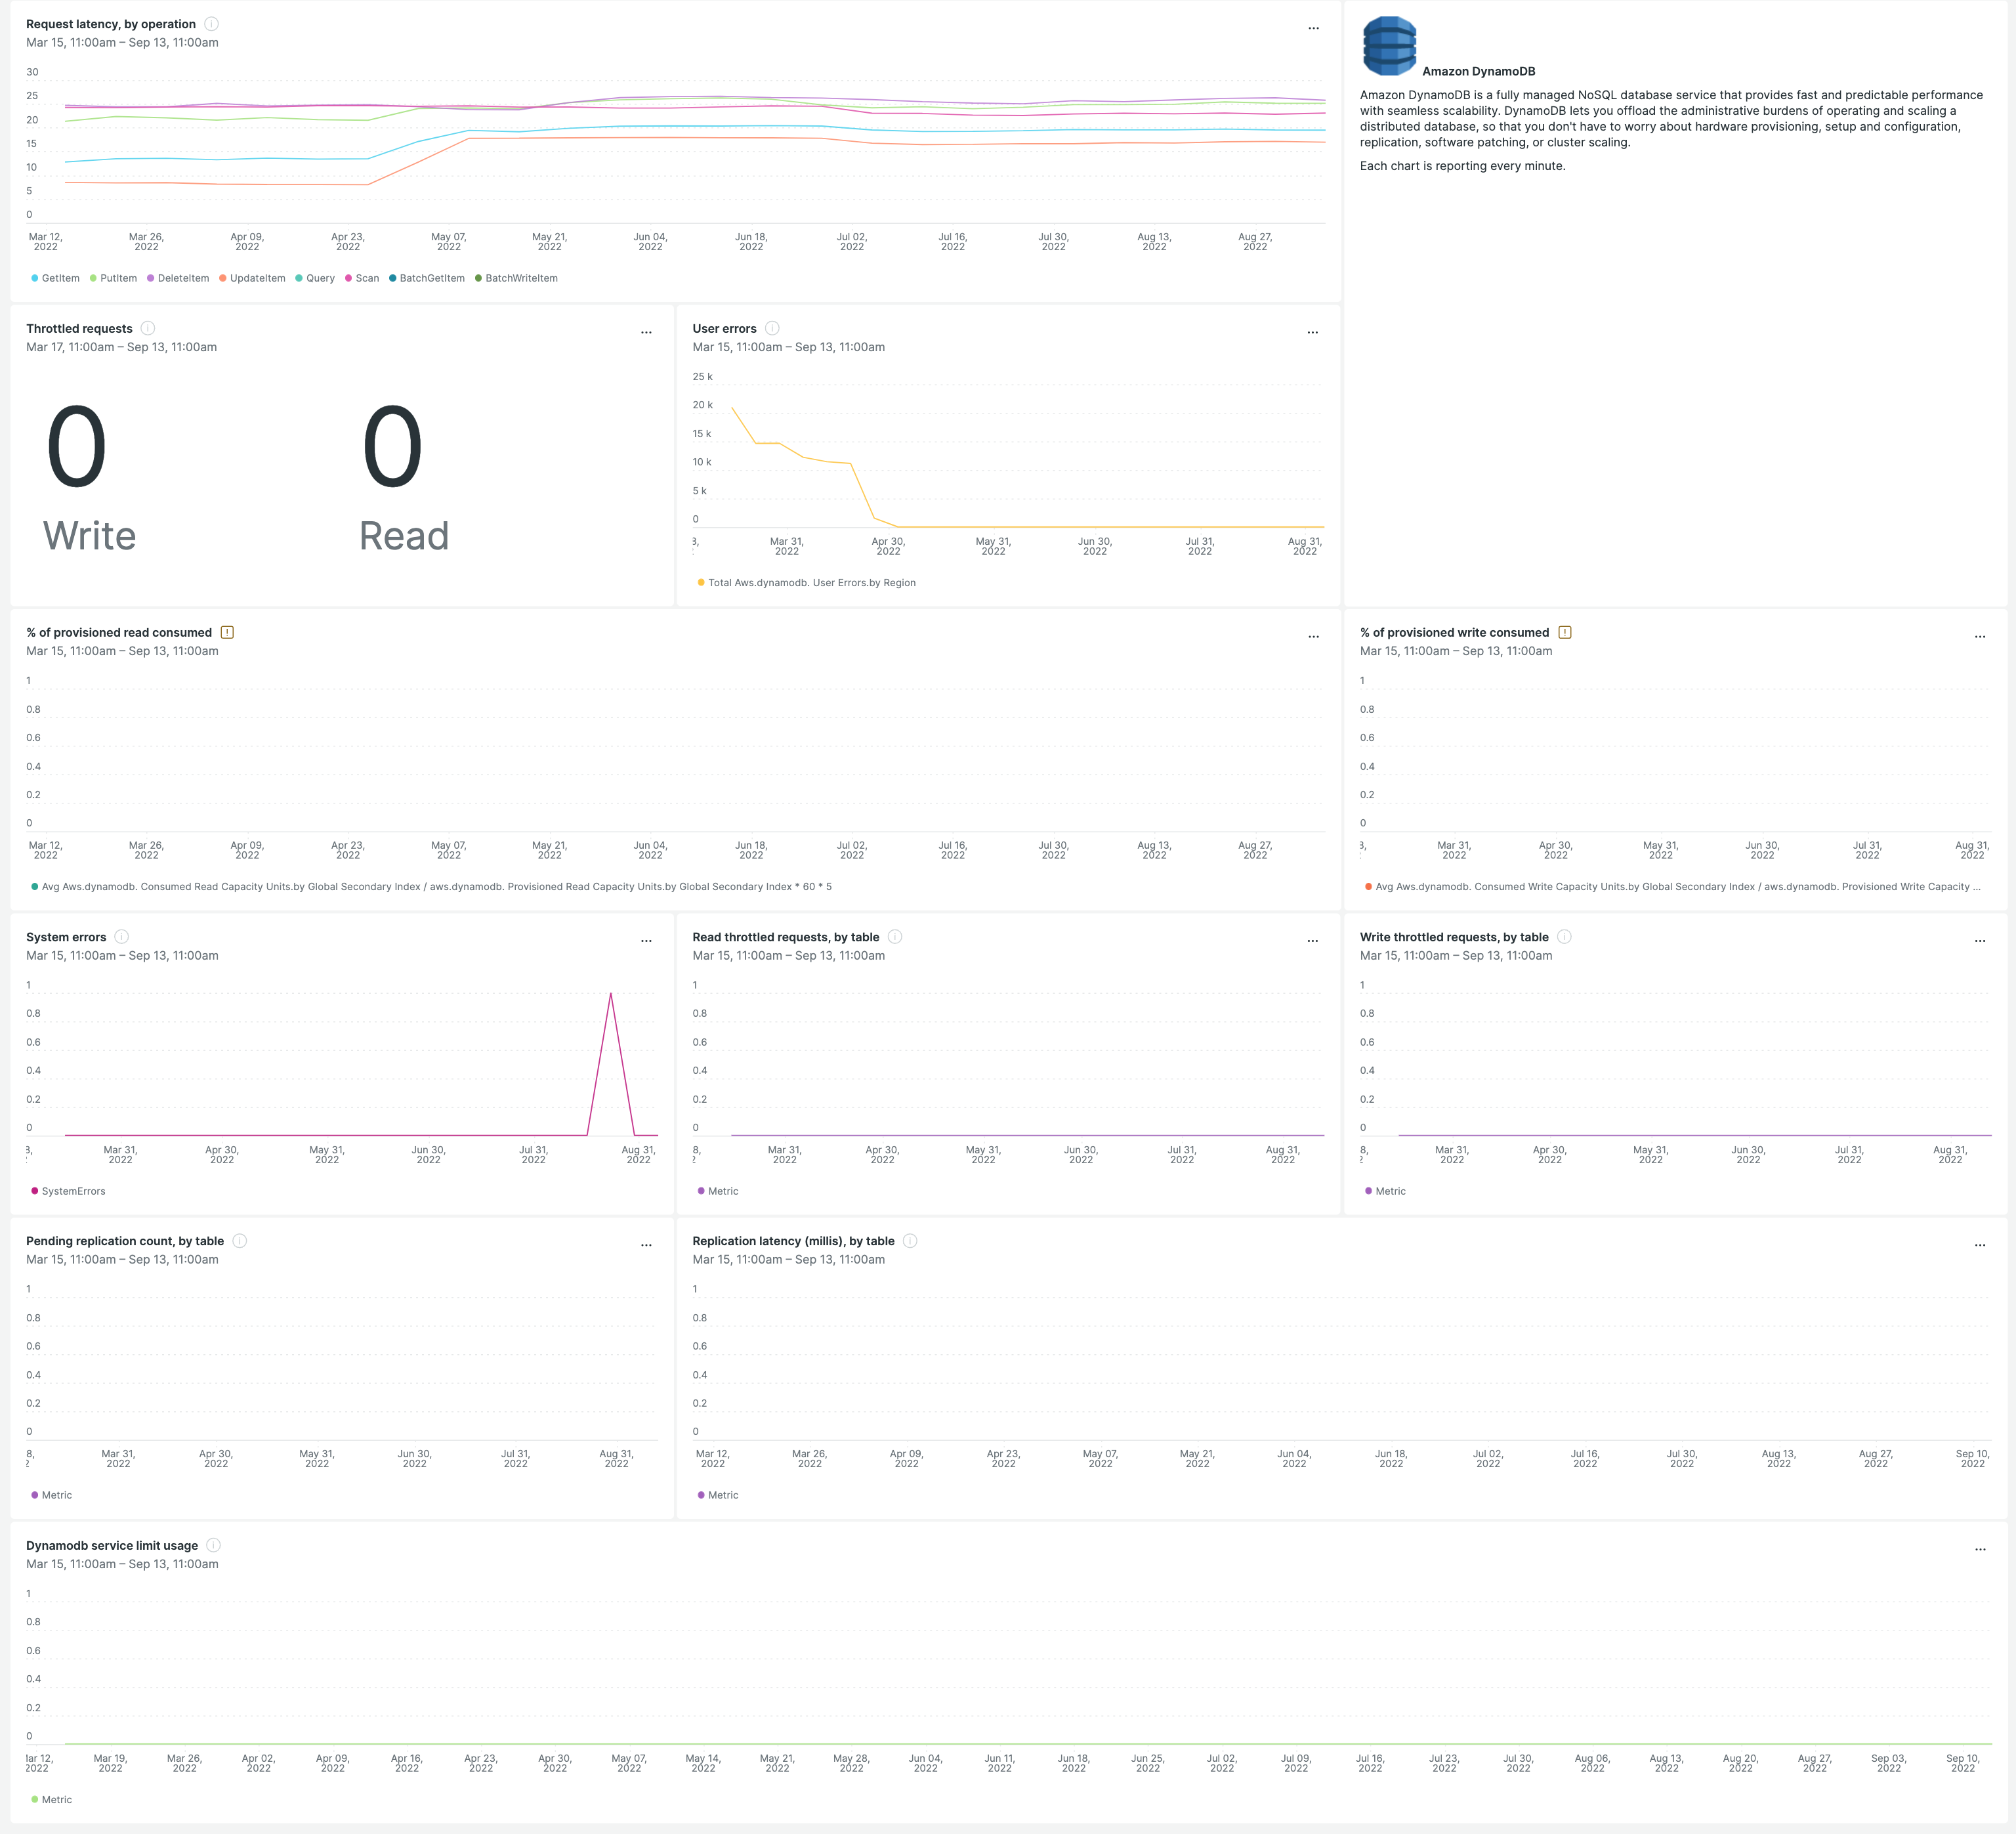 Request latency, by operation
Mar 15, 11:00am – Sep 13, 11:00am
...
30
25
20
15
10
5
0
Mar 12, Mar 26, Apr 09, Apr 23, May 07, May 21, Jun 04, Jun 18, Jul 02, Jul 16, Jul 30, Aug 13, Aug 27,
2022 2022 2022 2022 2022 2022 2022 2022 2022 2022 2022 2022 2022
GetItem PutItem DeleteItem UpdateItem Query Scan BatchGetItem BatchWriteItem
Amazon DynamoDB
Amazon DynamoDB is a fully managed NoSQL database service that provides fast and predictable performance
with seamless scalability. DynamoDB lets you offload the administrative burdens of operating and scaling a
distributed database, so that you don't have to worry about hardware provisioning, setup and configuration,
replication, software patching, or cluster scaling.
Each chart is reporting every minute.
Throttled requests
Mar 17, 11:00am – Sep 13, 11:00am
...
0 0
Write Read
User errors
Mar 15, 11:00am – Sep 13, 11:00am
...
25 k
20 k
15 k
10 k
5 k
0
Mar 31, Apr 30, May 31, Jun 30, Jul 31, Aug 31,
2022 2022 2022 2022 2022 2022
Total Aws.dynamodb. User Errors.by Region
% of provisioned read consumed
Mar 15, 11:00am – Sep 13, 11:00am
...
1
0.8
0.6
0.4
0.2
0
Mar 12, Mar 26, Apr 09, Apr 23, May 07, May 21, Jun 04, Jun 18, Jul 02, Jul 16, Jul 30, Aug 13, Aug 27,
2022 2022 2022 2022 2022 2022 2022 2022 2022 2022 2022 2022 2022
Avg Aws.dynamodb. Consumed Read Capacity Units.by Global Secondary Index / aws.dynamodb. Provisioned Read Capacity Units.by Global Secondary Index * 60 * 5
% of provisioned write consumed
Mar 15, 11:00am – Sep 13, 11:00am
...
1
0.8
0.6
0.4
0.2
0
Mar 31, Apr 30, May 31, Jun 30, Jul 31, Aug 31,
2022 2022 2022 2022 2022 2022
Avg Aws.dynamodb. Consumed Write Capacity Units.by Global Secondary Index / aws.dynamodb. Provisioned Write Capacity ...
System errors
Mar 15, 11:00am – Sep 13, 11:00am
...
1
0.8
0.6
0.4
0.2
0
Mar 31, Apr 30, May 31, Jun 30, Jul 31, Aug 31,
2022 2022 2022 2022 2022 2022
SystemErrors
Read throttled requests, by table
Mar 15, 11:00am – Sep 13, 11:00am
...
1
0.8
0.6
0.4
0.2
0
8, Mar 31, Apr 30, May 31, Jun 30, Jul 31, Aug 31,
2 2022 2022 2022 2022 2022 2022
Metric
Write throttled requests, by table
Mar 15, 11:00am – Sep 13, 11:00am
...
1
0.8
0.6
0.4
0.2
0
8, Mar 31, Apr 30, May 31, Jun 30, Jul 31, Aug 31,
2 2022 2022 2022 2022 2022 2022
Metric
Pending replication count, by table
Mar 15, 11:00am – Sep 13, 11:00am
...
1
0.8
0.6
0.4
0.2
0
8, Mar 31, Apr 30, May 31, Jun 30, Jul 31, Aug 31,
2 2022 2022 2022 2022 2022 2022
Metric
Replication latency (millis), by table
Mar 15, 11:00am – Sep 13, 11:00am
...
1
0.8
0.6
0.4
0.2
0
Mar 12, Mar 26, Apr 09, Apr 23, May 07, May 21, Jun 04, Jun 18, Jul 02, Jul 16, Jul 30, Aug 13, Aug 27, Sep 10,
2022 2022 2022 2022 2022 2022 2022 2022 2022 2022 2022 2022 2022 2022
Metric
Dynamodb service limit usage
Mar 15, 11:00am – Sep 13, 11:00am
...
1
0.8
0.6
0.4
0.2
0
ar 12, Mar 19, Mar 26, Apr 02, Apr 09, Apr 16, Apr 23, Apr 30, May 07, May 14, May 21, May 28, Jun 04, Jun 11, Jun 18, Jun 25, Jul 02, Jul 09, Jul 16, Jul 23, Jul 30, Aug 06, Aug 13, Aug 20, Aug 27, Sep 03, Sep 10,
2022 2022 2022 2022 2022 2022 2022 2022 2022 2022 2022 2022 2022 2022 2022 2022 2022 2022 2022 2022 2022 2022 2022 2022 2022 2022 2022
Metric